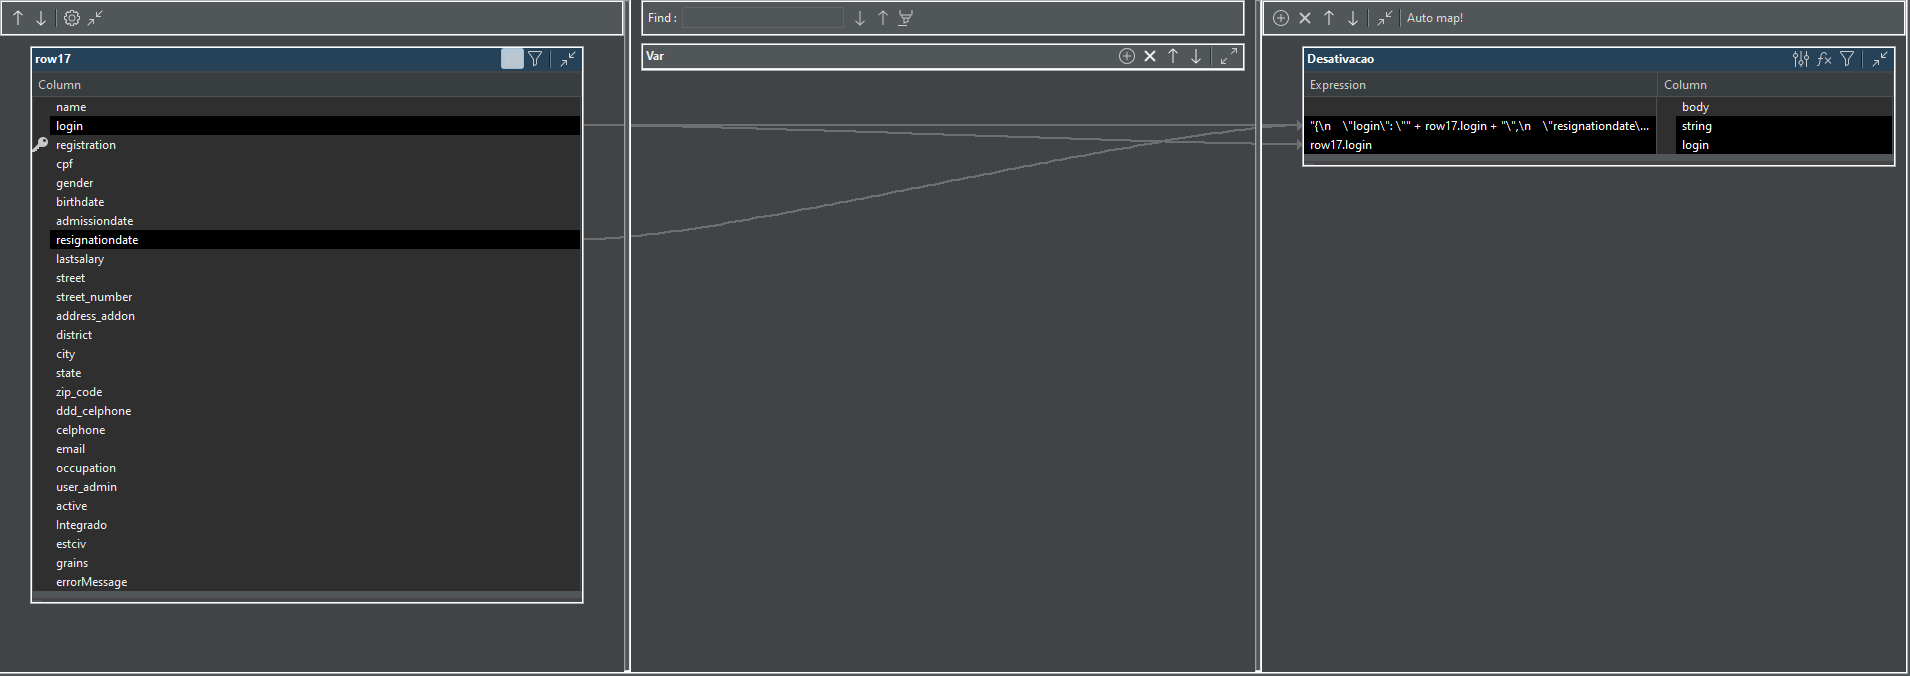 Find :
Auto map!
row17
Column
name
login
registration
cpf
gender
birthdate
admissiondate
resignationdate
lastsalary
street
street_number
address_addon
district
city
state
zip_code
ddd_celphone
celphone
email
occupation
user_admin
active
Integrado
estciv
grains
errorMessage
Var
Desativacao
Expression Column
body
"{\n    \"login\": \"" + row17.login + "\",\n    \"resignationdate\... string
row17.login login